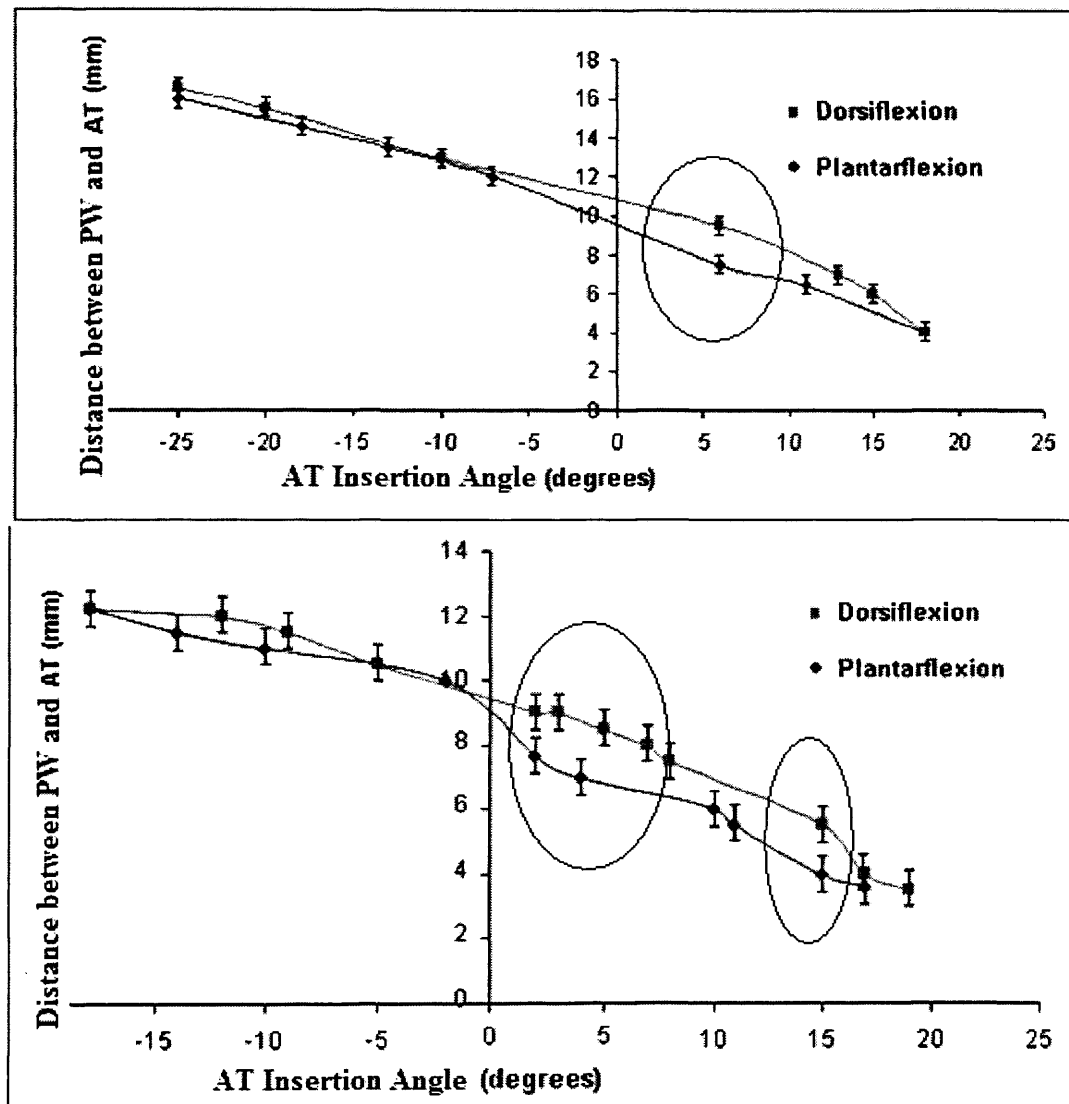 Distance between PW and AT (mm)
18
16
14
12
10
8
6
4
2
0
Dorsiflexion
Plantarflexion
-25 -20 -15 -10 -5 0 5 10 15 20 25
AT Insertion Angle (degrees)
Distance between PW and AT (mm)
14
12
10
8
6
4
2
0
Dorsiflexion
Plantarflexion
-15 -10 -5 0 5 10 15 20 25
AT Insertion Angle (degrees)